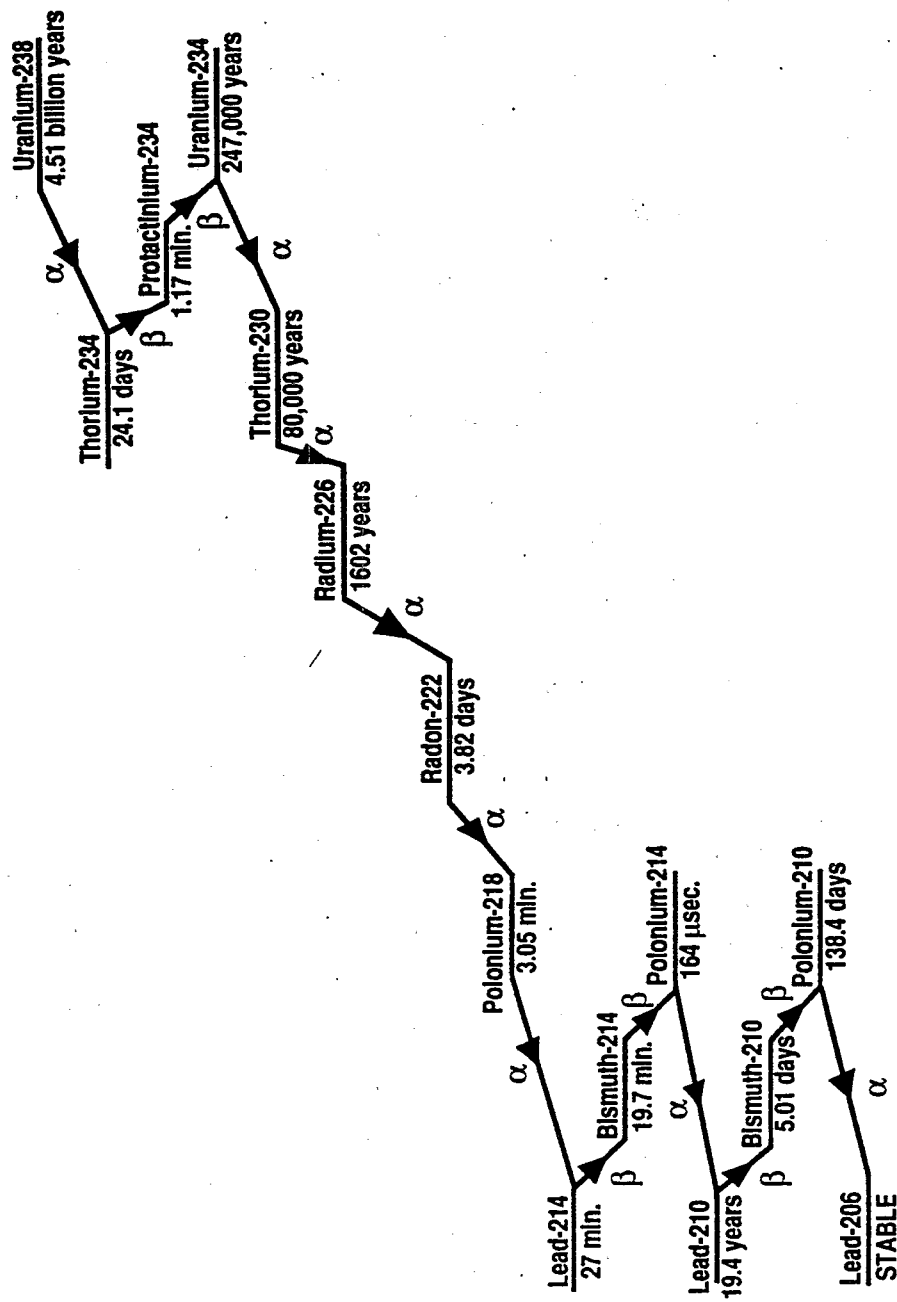 Uranium-238
4.51 billion years
α
Thorium-234
24.1 days
β
Protactinium-234
1.17 min.
β
Uranium-234
247,000 years
α
Thorium-230
80,000 years
α
Radium-226
1602 years
α
Radon-222
3.82 days
α
Polonium-218
3.05 min.
α
Lead-214
27 min.
β
Bismuth-214
19.7 min.
β
Polonium-214
164 μsec.
α
Lead-210
19.4 years
β
Bismuth-210
5.01 days
β
Polonium-210
138.4 days
α
Lead-206
STABLE